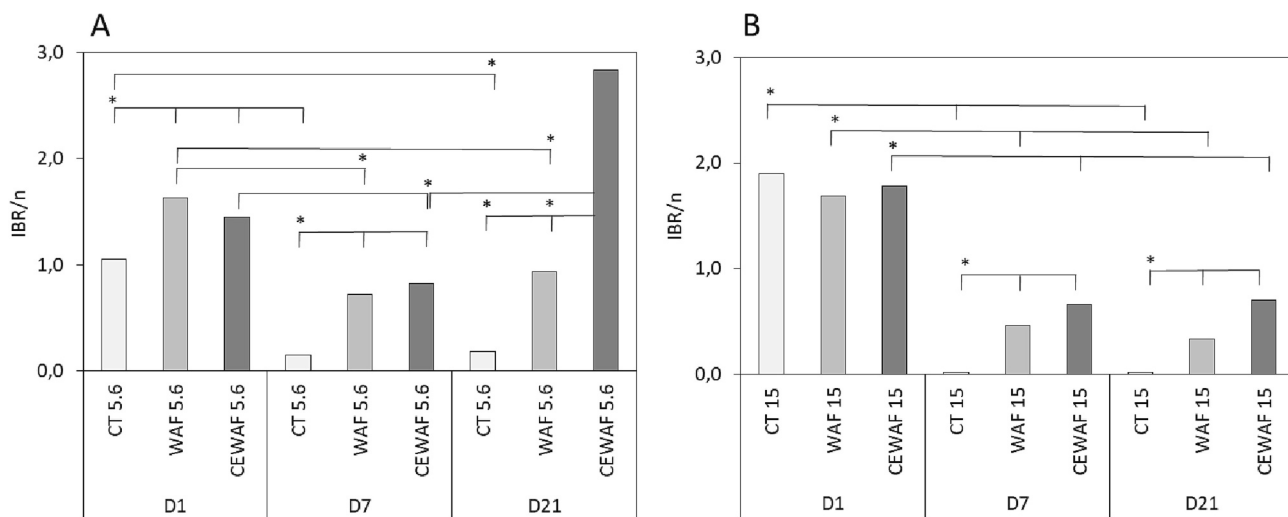 A
3,0
2,0
1,0
0,0
IBR/n
* * * * * * * * *
CT 5.6 WAF 5.6 CEWAF 5.6 CT 5.6 WAF 5.6 CEWAF 5.6 CT 5.6 WAF 5.6 CEWAF 5.6
D1 D7 D21
B
3,0
2,0
1,0
0,0
IBR/n
* * * * *
CT 15 WAF 15 CEWAF 15 CT 15 WAF 15 CEWAF 15 CT 15 WAF 15 CEWAF 15
D1 D7 D21